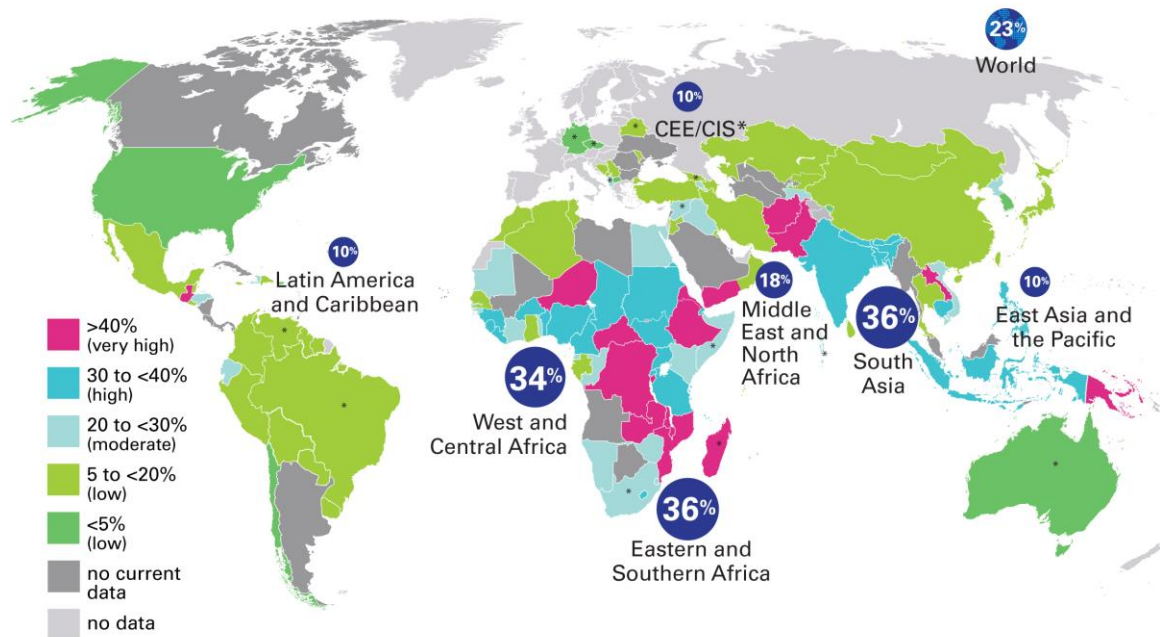 23%
World
10%
CEE/CIS*
10%
Latin America
and Caribbean
18%
Middle
East and
North
Africa
36%
South
Asia
10%
East Asia and
the Pacific
34%
West and
Central Africa
36%
Eastern and
Southern Africa
>40%
(very high)
30 to <40%
(high)
20 to <30%
(moderate)
5 to <20%
(low)
<5%
(low)
no current
data
no data